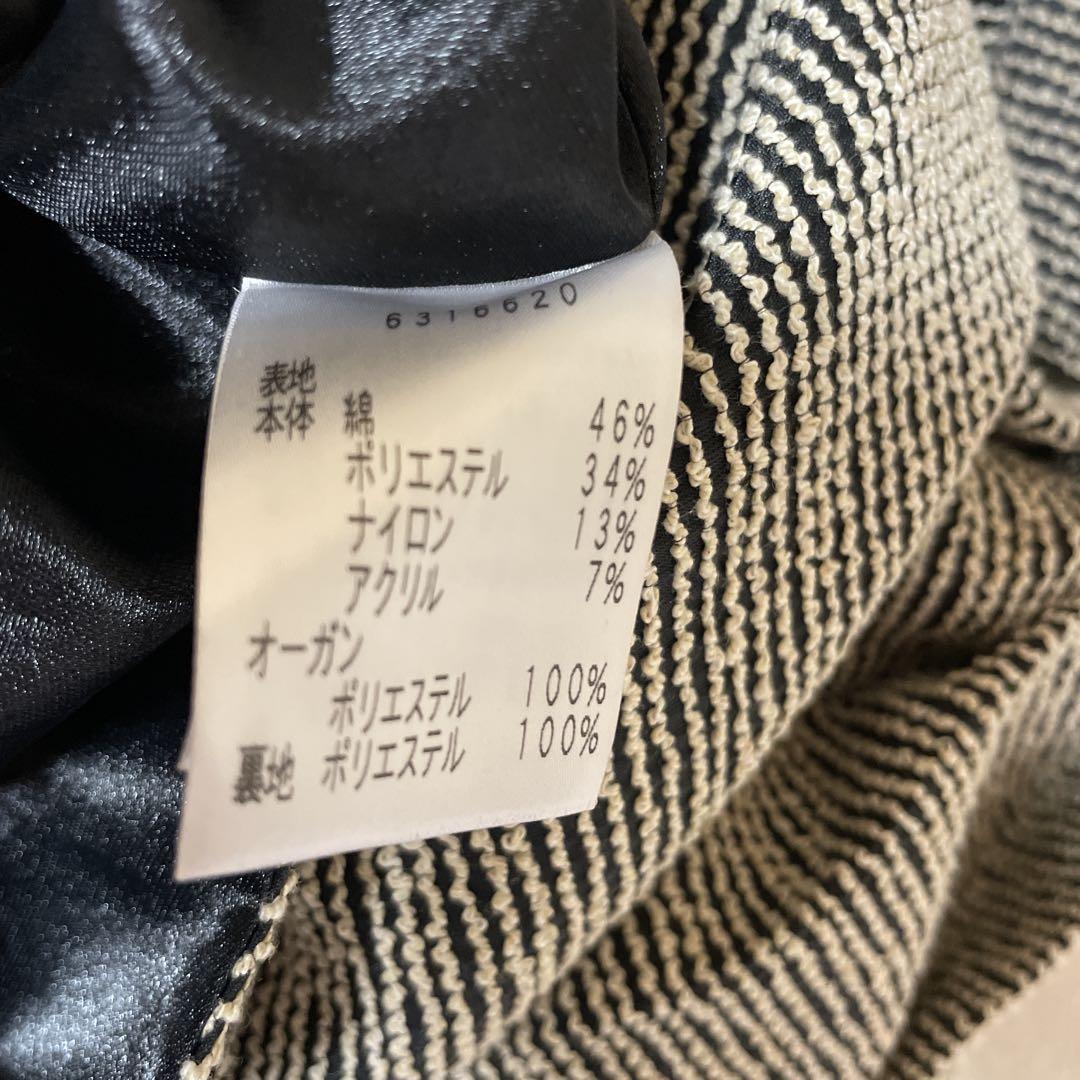 6316620
表地
本体 綿 46%
ポリエステル 34%
ナイロン 13%
アクリル 7%
オーガン
ポリエステル 100%
裏地 ポリエステル 100%